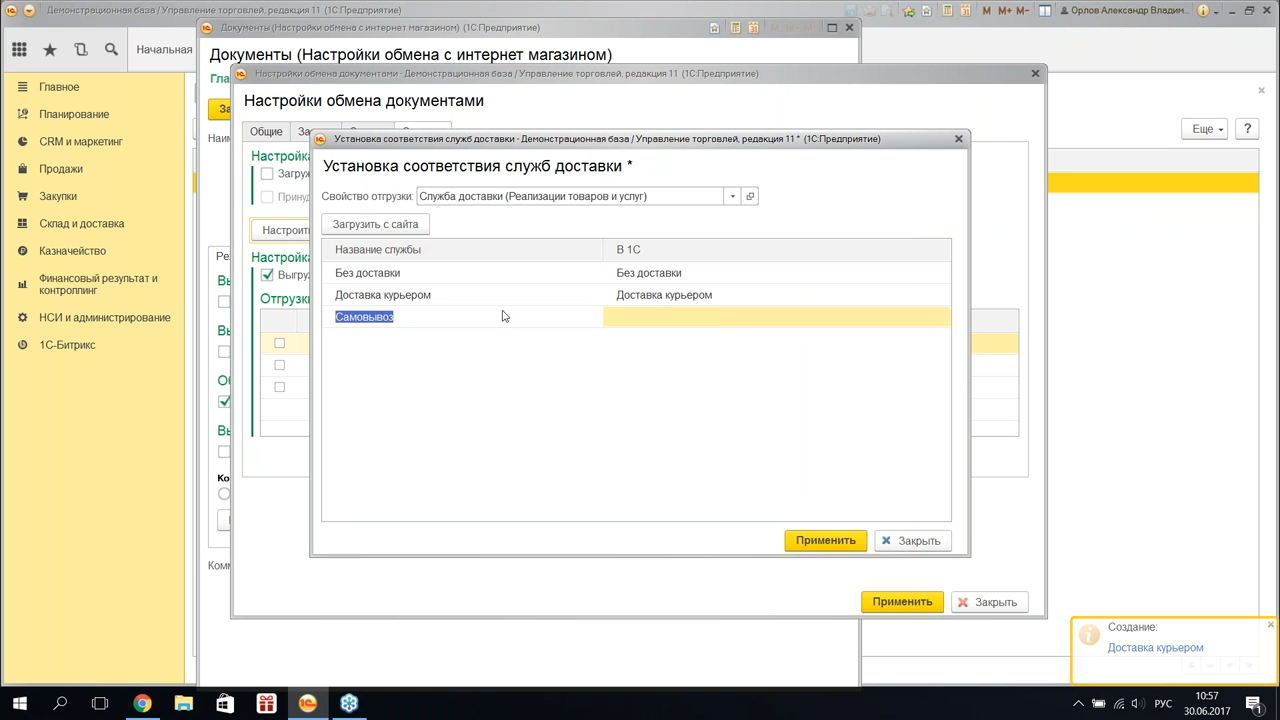 Демонстрационная база / Управление торговлей, редакция 11 (1С:Предприятие)
M M+ M-
Орлов Александр Владим...
Документы (Настройки обмена с интернет магазином) (1С:Предприятие)
Начальная
Документы (Настройки обмена с интернет магазином)
Настройки обмена документами - Демонстрационная база / Управление торговлей, редакция 11 (1С:Предприятие)
Настройки обмена документами
Общие
Еще
?
Установка соответствия служб доставки - Демонстрационная база / Управление торговлей, редакция 11 * (1С:Предприятие)
Установка соответствия служб доставки *
Свойство отгрузки: Служба доставки (Реализации товаров и услуг)
Загрузить с сайта
Название службы
В 1С
Без доставки
Без доставки
Доставка курьером
Доставка курьером
Самовывоз
Применить
Закрыть
Применить
Закрыть
Главное
Планирование
CRM и маркетинг
Продажи
Закупки
Склад и доставка
Казначейство
Финансовый результат и
контроллинг
НСИ и администрирование
1С-Битрикс
Создание:
Доставка курьером
РУС
10:57
30.06.2017